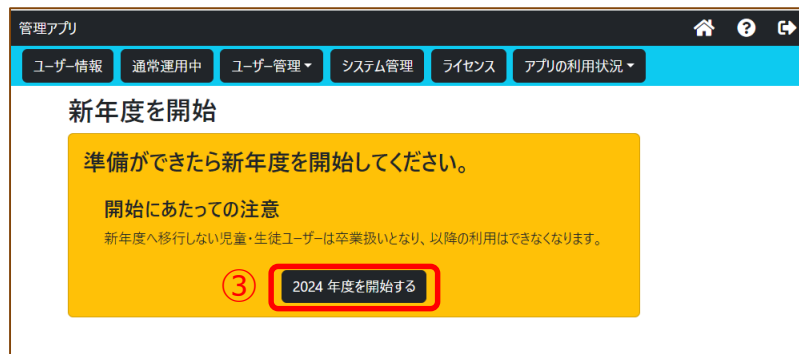 管理アプリ
ユーザー情報 通常運用中 ユーザー管理 システム管理 ライセンス アプリの利用状況
新年度を開始
準備ができたら新年度を開始してください。
開始にあたっての注意
新年度へ移行しない児童・生徒ユーザーは卒業扱いとなり、以降の利用はできなくなります。
③ 2024 年度を開始する